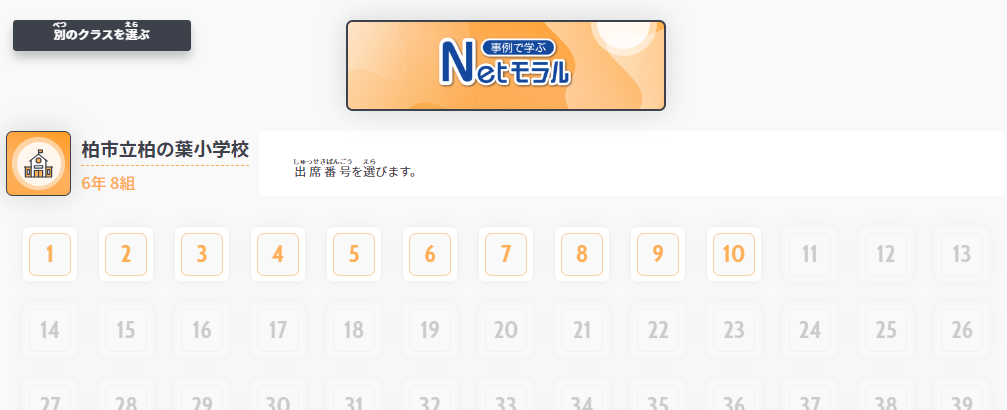 べつ えら
別のクラスを選ぶ
事例で学ぶ
Netモラル
柏市立柏の葉小学校
6年 8組
しゅっせきばんごう えら
出席番号を選びます。
1 2 3 4 5 6 7 8 9 10 11 12 13
14 15 16 17 18 19 20 21 22 23 24 25 26
27 28 29 30 31 32 33 34 35 36 37 38 39